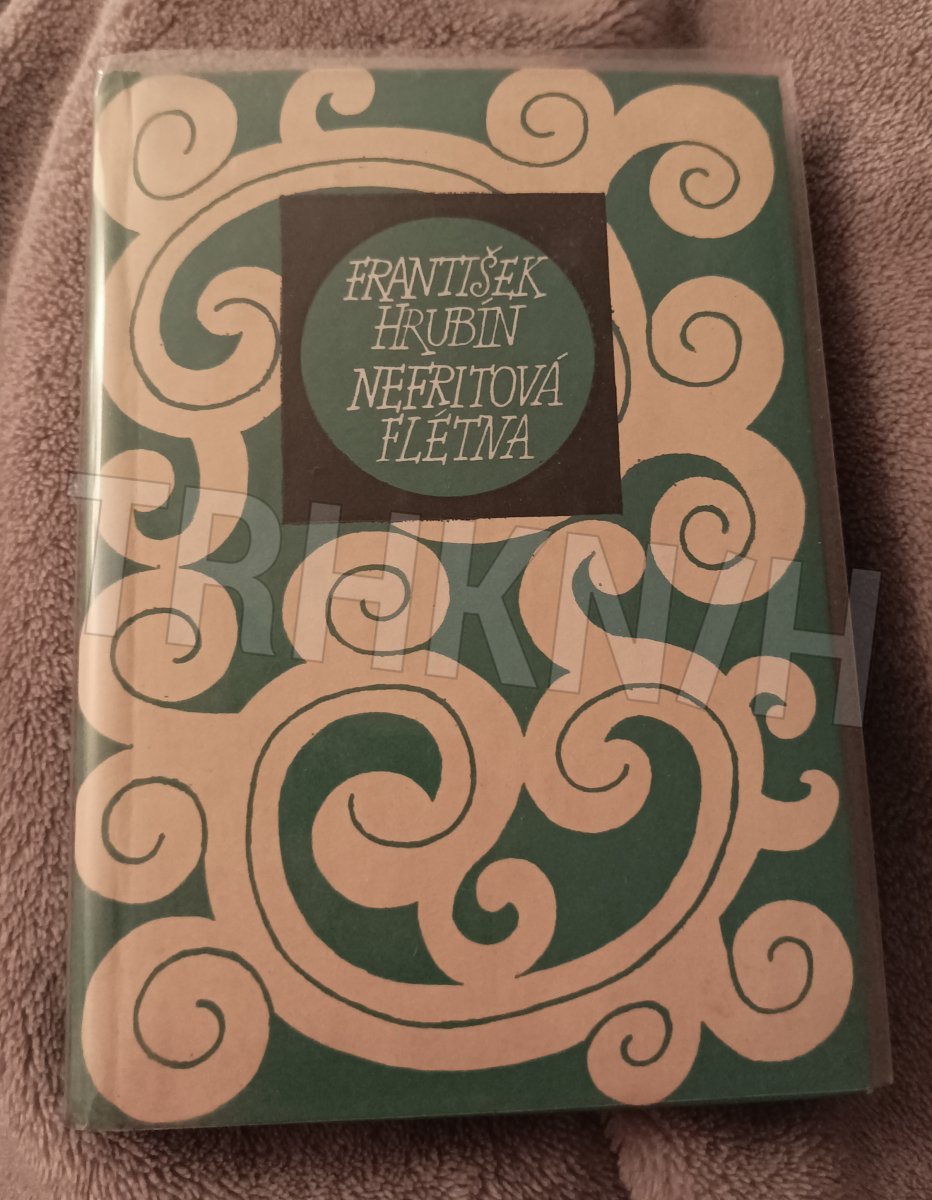 FRANTIŠEK
HRUBÍN
NEFRITOVÁ
FLÉTNA
TRHKNIH